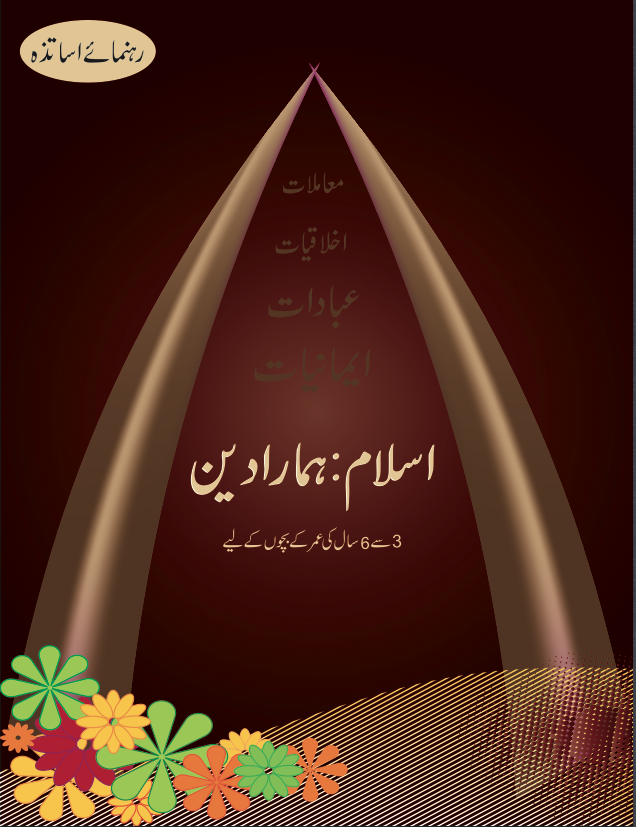 رہنمائے اساتذہ
معاملات
اخلاقیات
عبادات
ایمانیات
اسلام: ہمارا دین
3 سے 6 سال کی عمر کے بچوں کے لیے